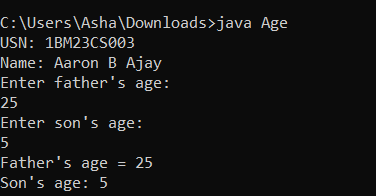 C:\Users\Asha\Downloads>java Age
USN: 1BM23CS003
Name: Aaron B Ajay
Enter father's age:
25
Enter son's age:
5
Father's age = 25
Son's age: 5